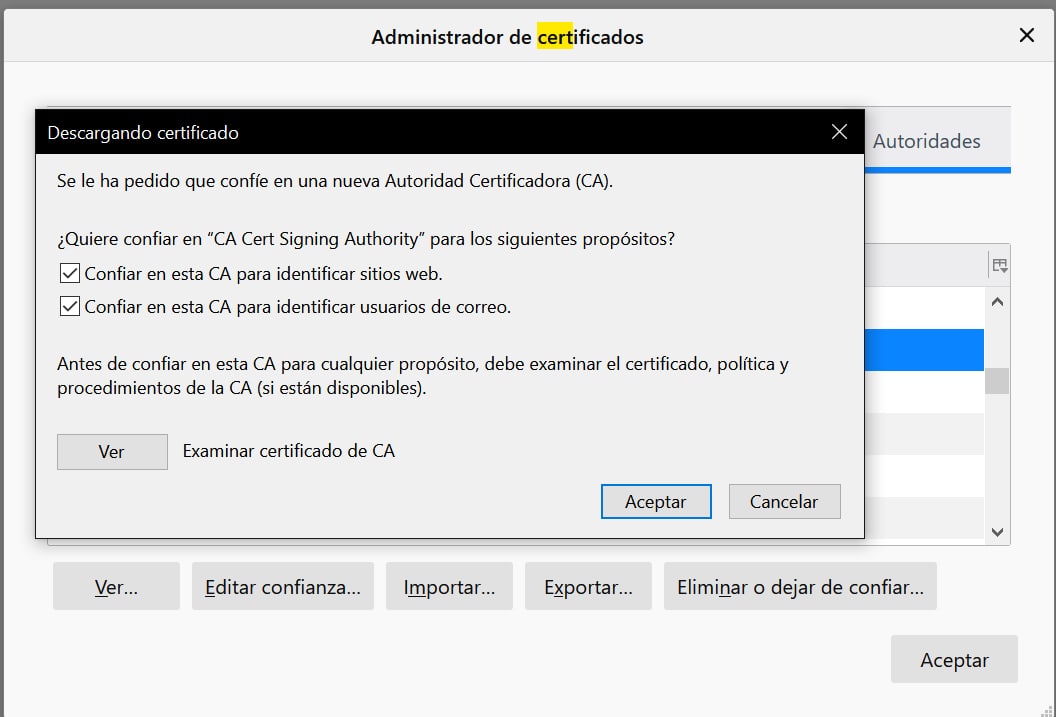 Administrador de certificados
Descargando certificado
Autoridades
Se le ha pedido que confíe en una nueva Autoridad Certificadora (CA).
¿Quiere confiar en “CA Cert Signing Authority” para los siguientes propósitos?
Confiar en esta CA para identificar sitios web.
Confiar en esta CA para identificar usuarios de correo.
Antes de confiar en esta CA para cualquier propósito, debe examinar el certificado, política y
procedimientos de la CA (si están disponibles).
Ver Examinar certificado de CA
Aceptar Cancelar
Ver... Editar confianza... Importar... Exportar... Eliminar o dejar de confiar...
Aceptar